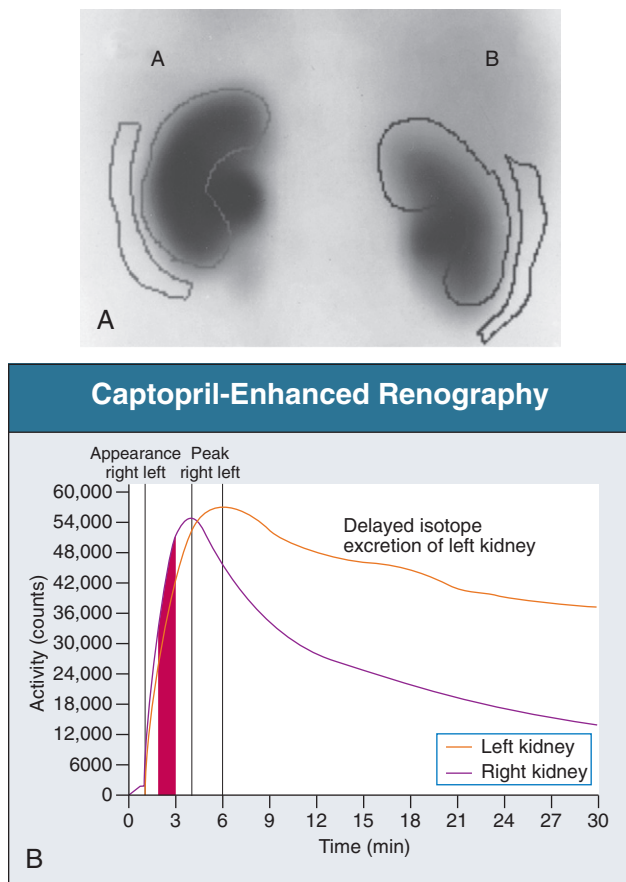 A
B
A
Captopril-Enhanced Renography
Appearance Peak
right left right left
60,000
54,000
48,000
42,000
36,000
30,000
24,000
18,000
12,000
6000
0
Activity (counts)
Delayed isotope
excretion of left kidney
Left kidney
Right kidney
0 3 6 9 12 15 18 21 24 27 30
Time (min)
B